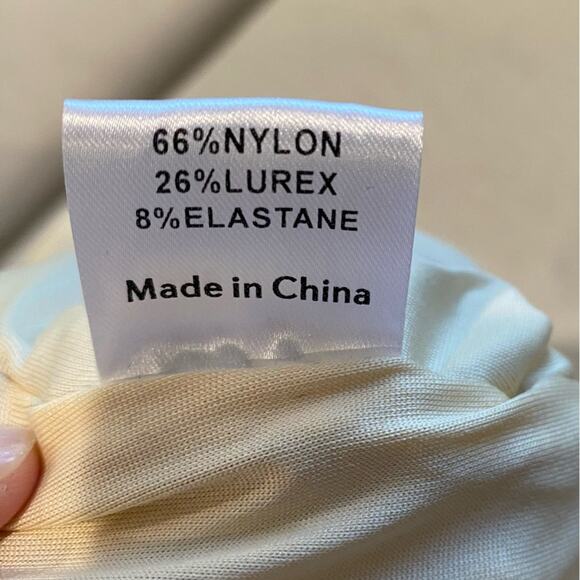 66%NYLON
26%LUREX
8%ELASTANE
Made in China